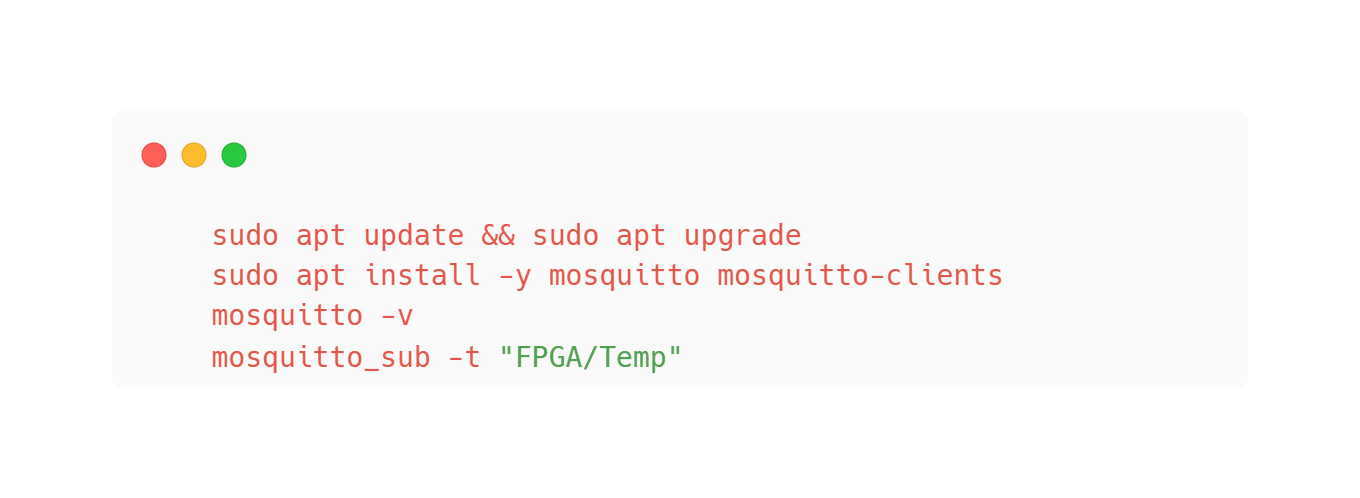 sudo apt update && sudo apt upgrade
sudo apt install -y mosquitto mosquitto-clients
mosquitto -v
mosquitto_sub -t "FPGA/Temp"